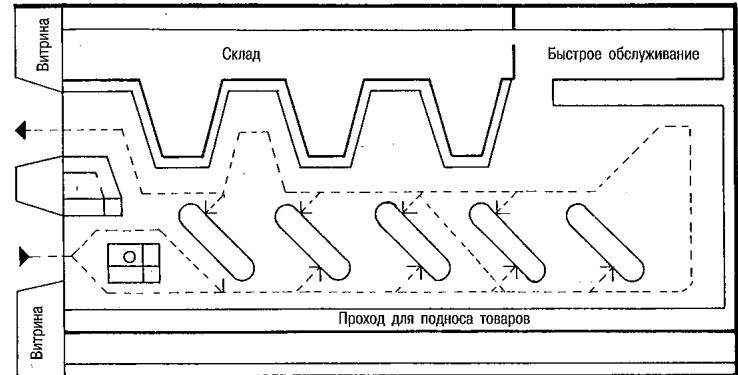 Витрина
Склад
Быстрое обслуживание
Проход для подноса товаров
Витрина